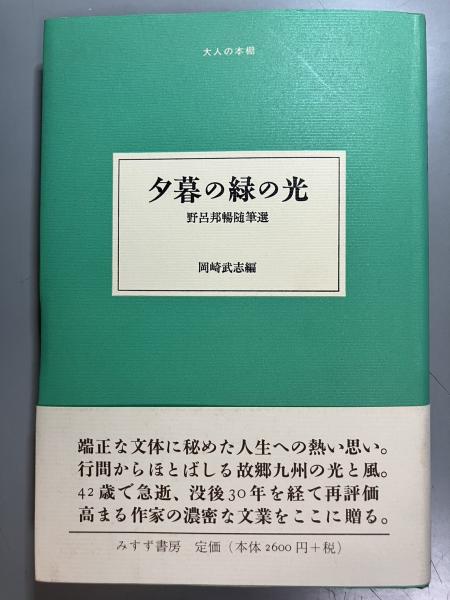 大人の本棚
夕暮の緑の光
野呂邦暢随筆選
岡崎武志編
端正な文体に秘めた人生への熱い思い。
行間からほとばしる故郷九州の光と風。
42歳で急逝、没後30年を経て再評価
高まる作家の濃密な文業をここに贈る。
みすず書房 定価（本体2600円＋税）